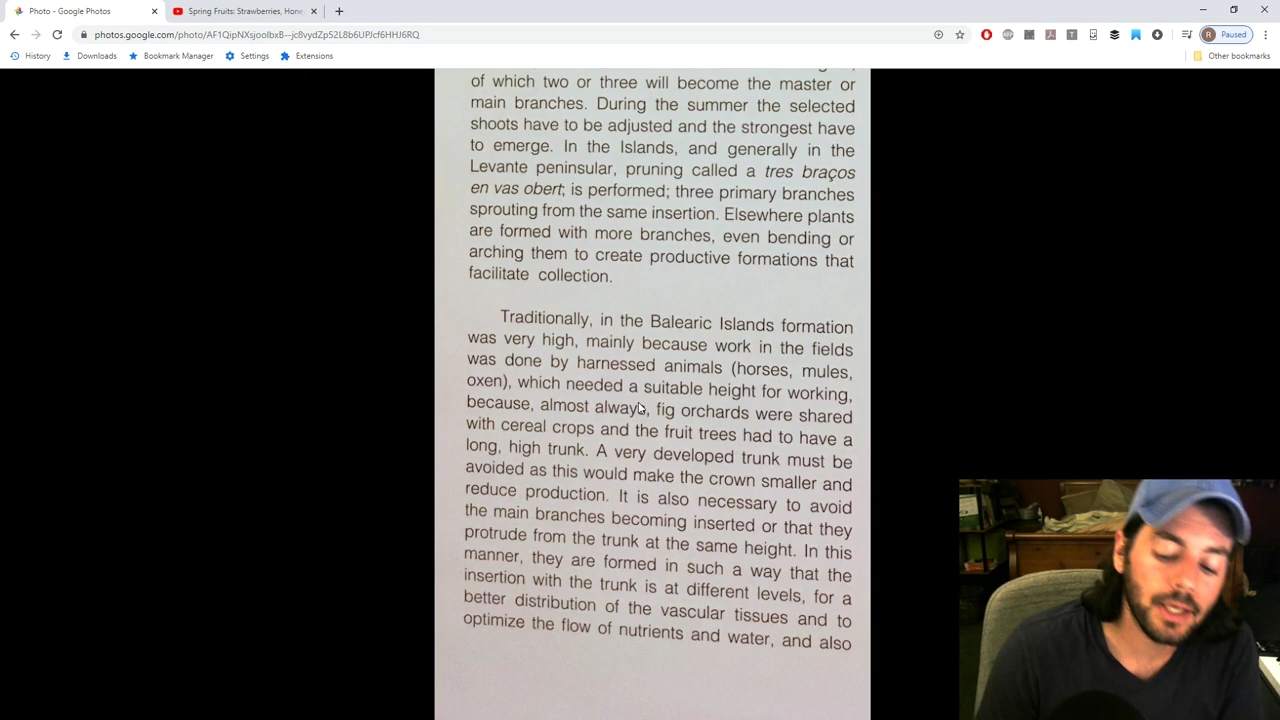 Photo - Google Photos
Spring Fruits: Strawberries, Hone
photos.google.com/photo/
Paused
History
Downloads
Bookmark Manager
Settings
Extensions
Other bookmarks
of which two or three will become the master or
main branches. During the summer the selected
shoots have to be adjusted and the strongest have
to emerge. In the Islands, and generally in the
Levante peninsular, pruning called a tres braços
en vas obert, is performed; three primary branches
sprouting from the same insertion. Elsewhere plants
are formed with more branches, even bending or
arching them to create productive formations that
facilitate collection.
Traditionally, in the Balearic Islands formation
was very high, mainly because work in the fields
was done by harnessed animals (horses, mules,
oxen), which needed a suitable height for working,
because, almost always, fig orchards were shared
with cereal crops and the fruit trees had to have a
long, high trunk. A very developed trunk must be
avoided as this would make the crown smaller and
reduce production. It is also necessary to avoid
the main branches becoming inserted or that they
protrude from the trunk at the same height. In this
manner, they are formed in such a way that the
insertion with the trunk is at different levels, for a
better distribution of the vascular tissues and to
optimize the flow of nutrients and water, and also